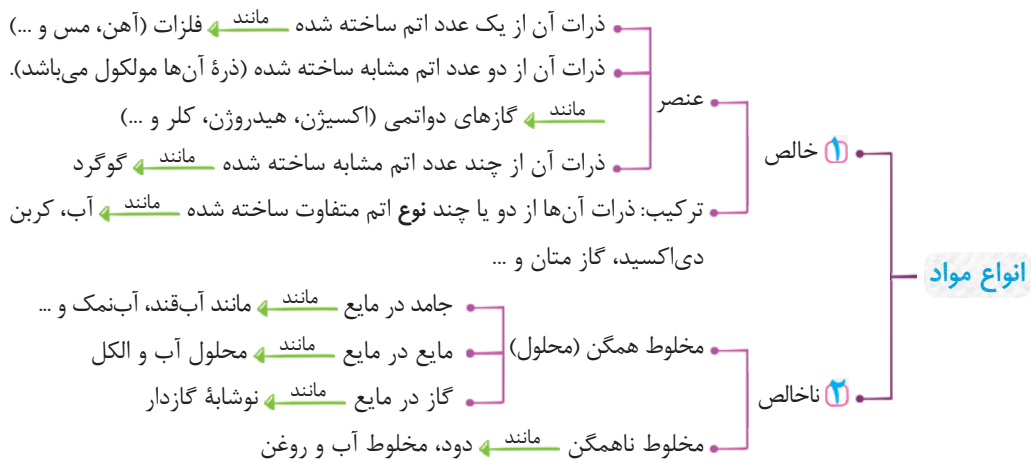 انواع مواد
۱ خالص
عنصر
ذرات آن از یک عدد اتم ساخته شده مانند فلزات (آهن، مس و ...)
ذرات آن از دو عدد اتم مشابه ساخته شده (ذرهٔ آن‌ها مولکول می‌باشد).
مانند گازهای دواتمی (اکسیژن، هیدروژن، کلر و ...)
ذرات آن از چند عدد اتم مشابه ساخته شده مانند گوگرد
ترکیب: ذرات آن‌ها از دو یا چند نوع اتم متفاوت ساخته شده مانند آب، کربن
دی‌اکسید، گاز متان و ...
۲ ناخالص
مخلوط همگن (محلول)
جامد در مایع مانند مانند آب‌قند، آب‌نمک و ...
مایع در مایع مانند محلول آب و الکل
گاز در مایع مانند نوشابهٔ گازدار
مخلوط ناهمگن مانند دود، مخلوط آب و روغن